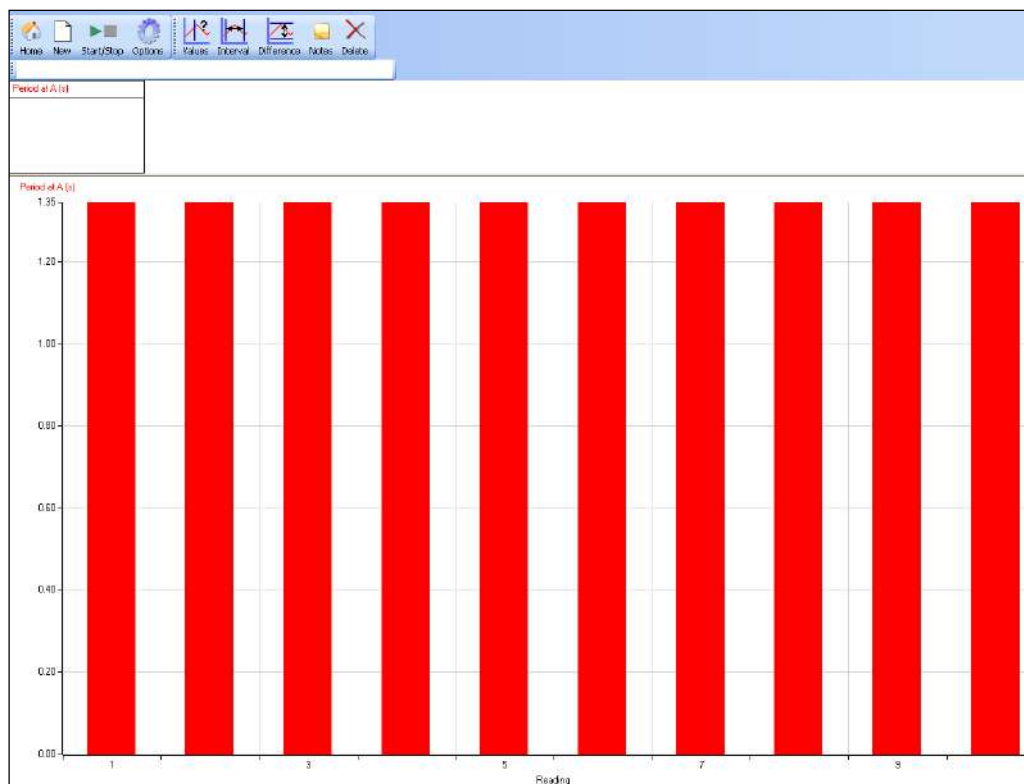 Home New Start/Stop Options Values Interval Difference Notes Delete
Period at A (s)
Period at A (s)
1.35
1.20
1.00
0.80
0.60
0.40
0.20
0.00
1 3 5 7 9
Reading